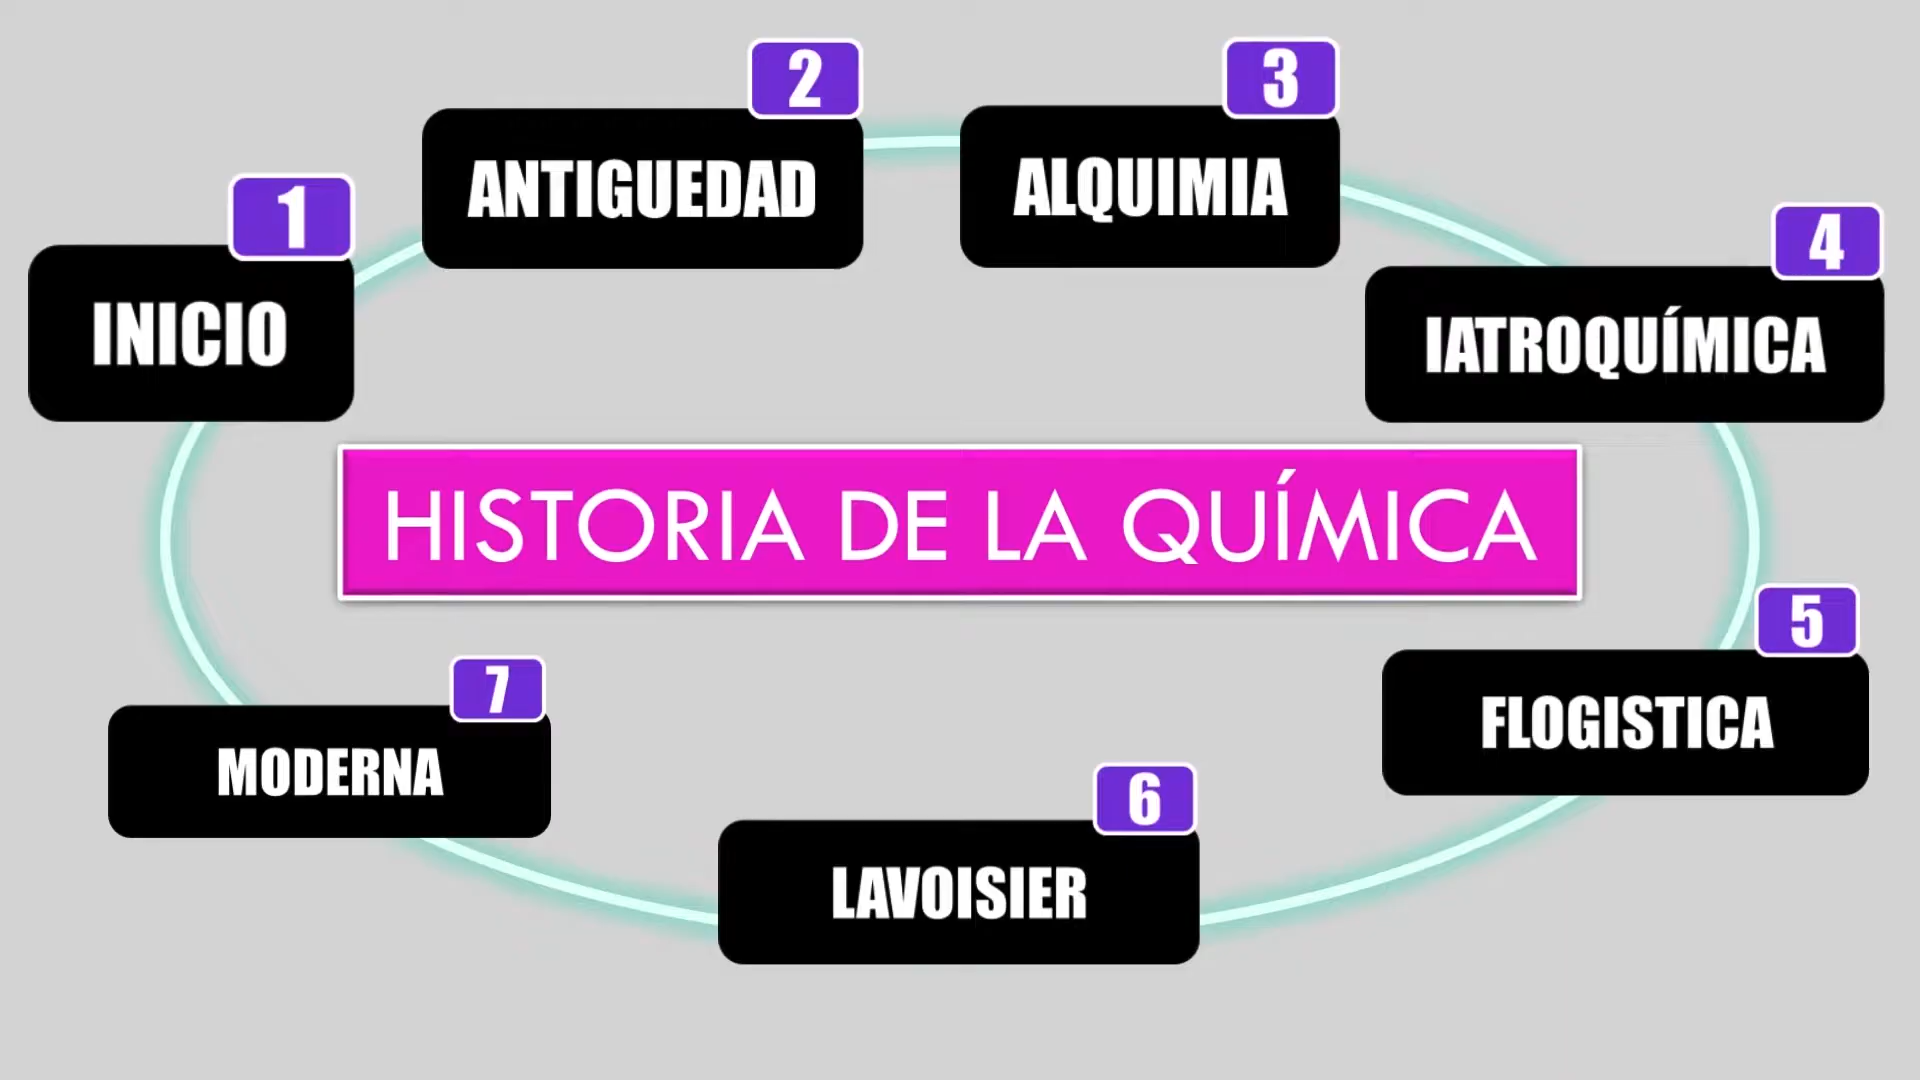 1
INICIO
2
ANTIGUEDAD
3
ALQUIMIA
4
IATROQUÍMICA
HISTORIA DE LA QUÍMICA
5
FLOGISTICA
6
LAVOISIER
7
MODERNA